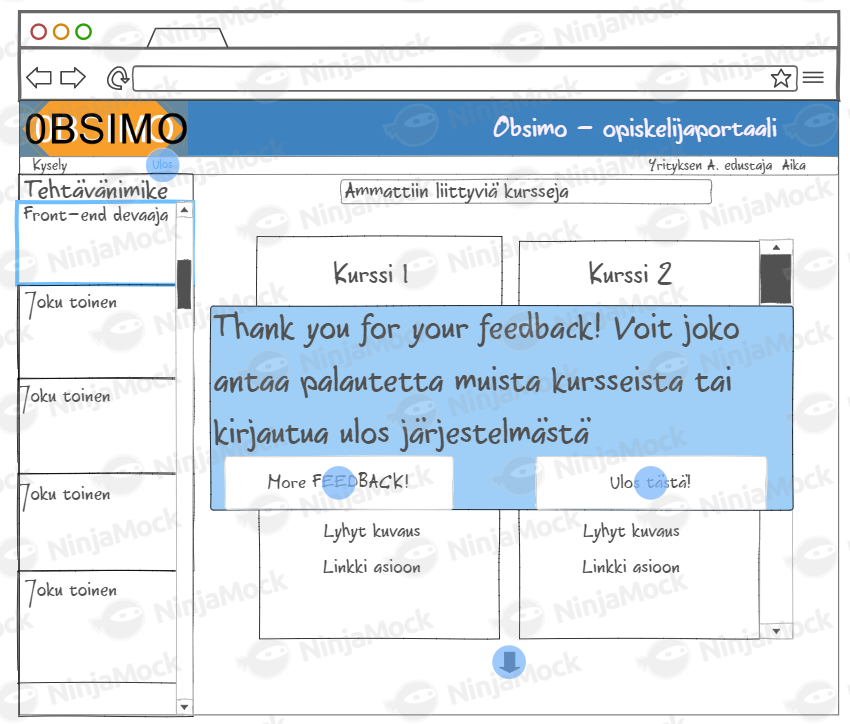 0BSIMO
Obsimo - opiskelijaportaali
Kysely
Ulos
Yrityksen A. edustaja Aika
Tehtävänimike
Front-end devaaja
Joku toinen
Joku toinen
Joku toinen
Joku toinen
Ammattiin liittyviä kursseja
Kurssi 1
Kurssi 2
Thank you for your feedback! Voit joko
antaa palautetta muista kursseista tai
kirjautua ulos järjestelmästä
More FEEDBACK!
Ulos tästä!
Lyhyt kuvaus
Linkki asioon
Lyhyt kuvaus
Linkki asioon
NinjaMock